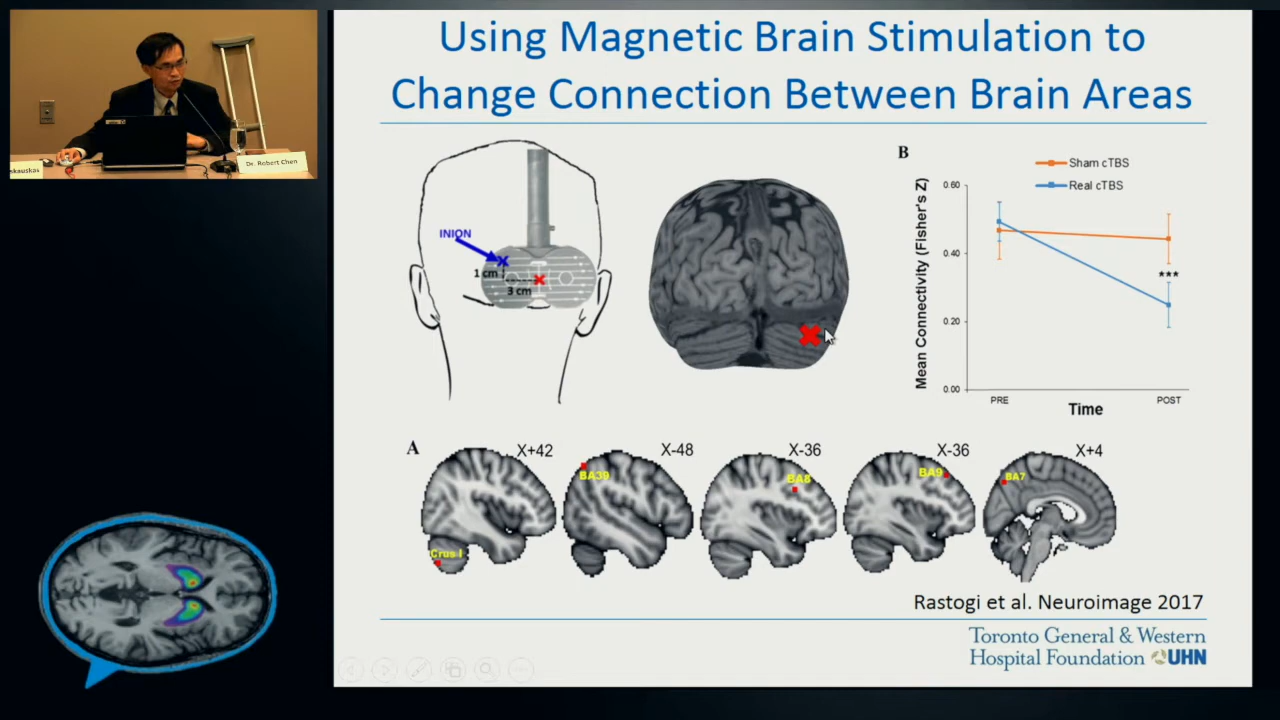 Using Magnetic Brain Stimulation to
Change Connection Between Brain Areas
Dr. Robert Chen
skauskas
INION
1 cm
3 cm
B
Sham cTBS
Real cTBS
Mean Connectivity (Fisher's Z)
0.60
0.40
0.20
0.00
***
PRE
POST
Time
A
X+42
X-48
X-36
X-36
X+4
Crus I
BA39
BA8
BA9
BA7
Rastogi et al. Neuroimage 2017
Toronto General & Western
Hospital Foundation UHN